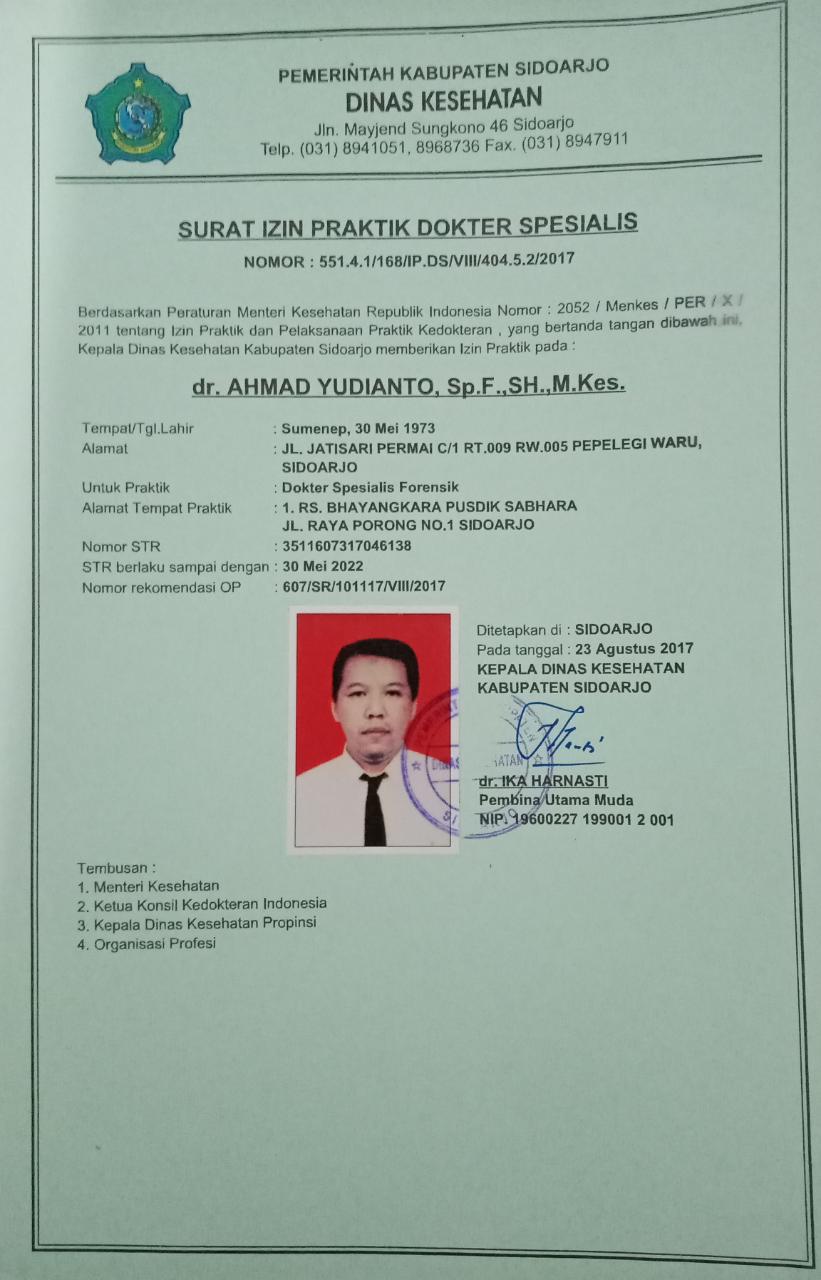 PEMERINTAH KABUPATEN SIDOARJO
DINAS KESEHATAN
Jln. Mayjend Sungkono 46 Sidoarjo
Telp. (031) 8941051, 8968736 Fax. (031) 8947911
SURAT IZIN PRAKTIK DOKTER SPESIALIS
NOMOR : 551.4.1/168/IP.DS/VIII/404.5.2/2017
Berdasarkan Peraturan Menteri Kesehatan Republik Indonesia Nomor : 2052 / Menkes / PER / X /
2011 tentang Izin Praktik dan Pelaksanaan Praktik Kedokteran , yang bertanda tangan dibawah ini,
Kepala Dinas Kesehatan Kabupaten Sidoarjo memberikan Izin Praktik pada :
dr. AHMAD YUDIANTO, Sp.F.,SH.,M.Kes.
Tempat/Tgl.Lahir : Sumenep, 30 Mei 1973
Alamat : JL. JATISARI PERMAI C/1 RT.009 RW.005 PEPELEGI WARU,
SIDOARJO
Untuk Praktik : Dokter Spesialis Forensik
Alamat Tempat Praktik : 1. RS. BHAYANGKARA PUSDIK SABHARA
JL. RAYA PORONG NO.1 SIDOARJO
Nomor STR : 3511607317046138
STR berlaku sampai dengan : 30 Mei 2022
Nomor rekomendasi OP : 607/SR/101117/VIII/2017
Ditetapkan di : SIDOARJO
Pada tanggal : 23 Agustus 2017
KEPALA DINAS KESEHATAN
KABUPATEN SIDOARJO
dr. IKA HARNASTI
Pembina Utama Muda
NIP. 19600227 199001 2 001
Tembusan :
1. Menteri Kesehatan
2. Ketua Konsil Kedokteran Indonesia
3. Kepala Dinas Kesehatan Propinsi
4. Organisasi Profesi